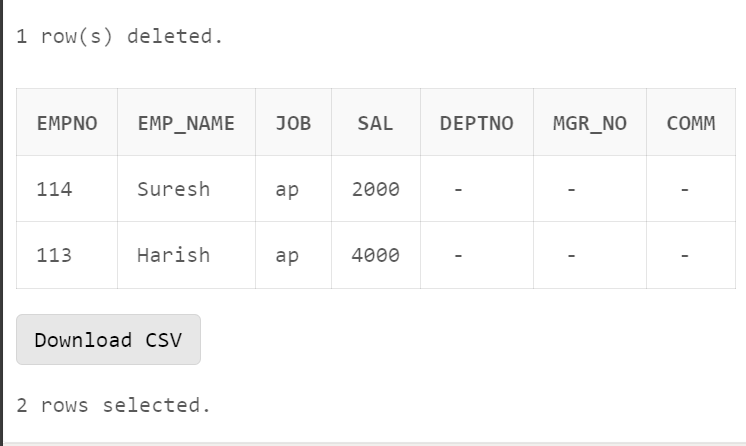 1 row(s) deleted.
EMPNO EMP_NAME JOB SAL DEPTNO MGR_NO COMM
114 Suresh ap 2000 - - -
113 Harish ap 4000 - - -
Download CSV
2 rows selected.